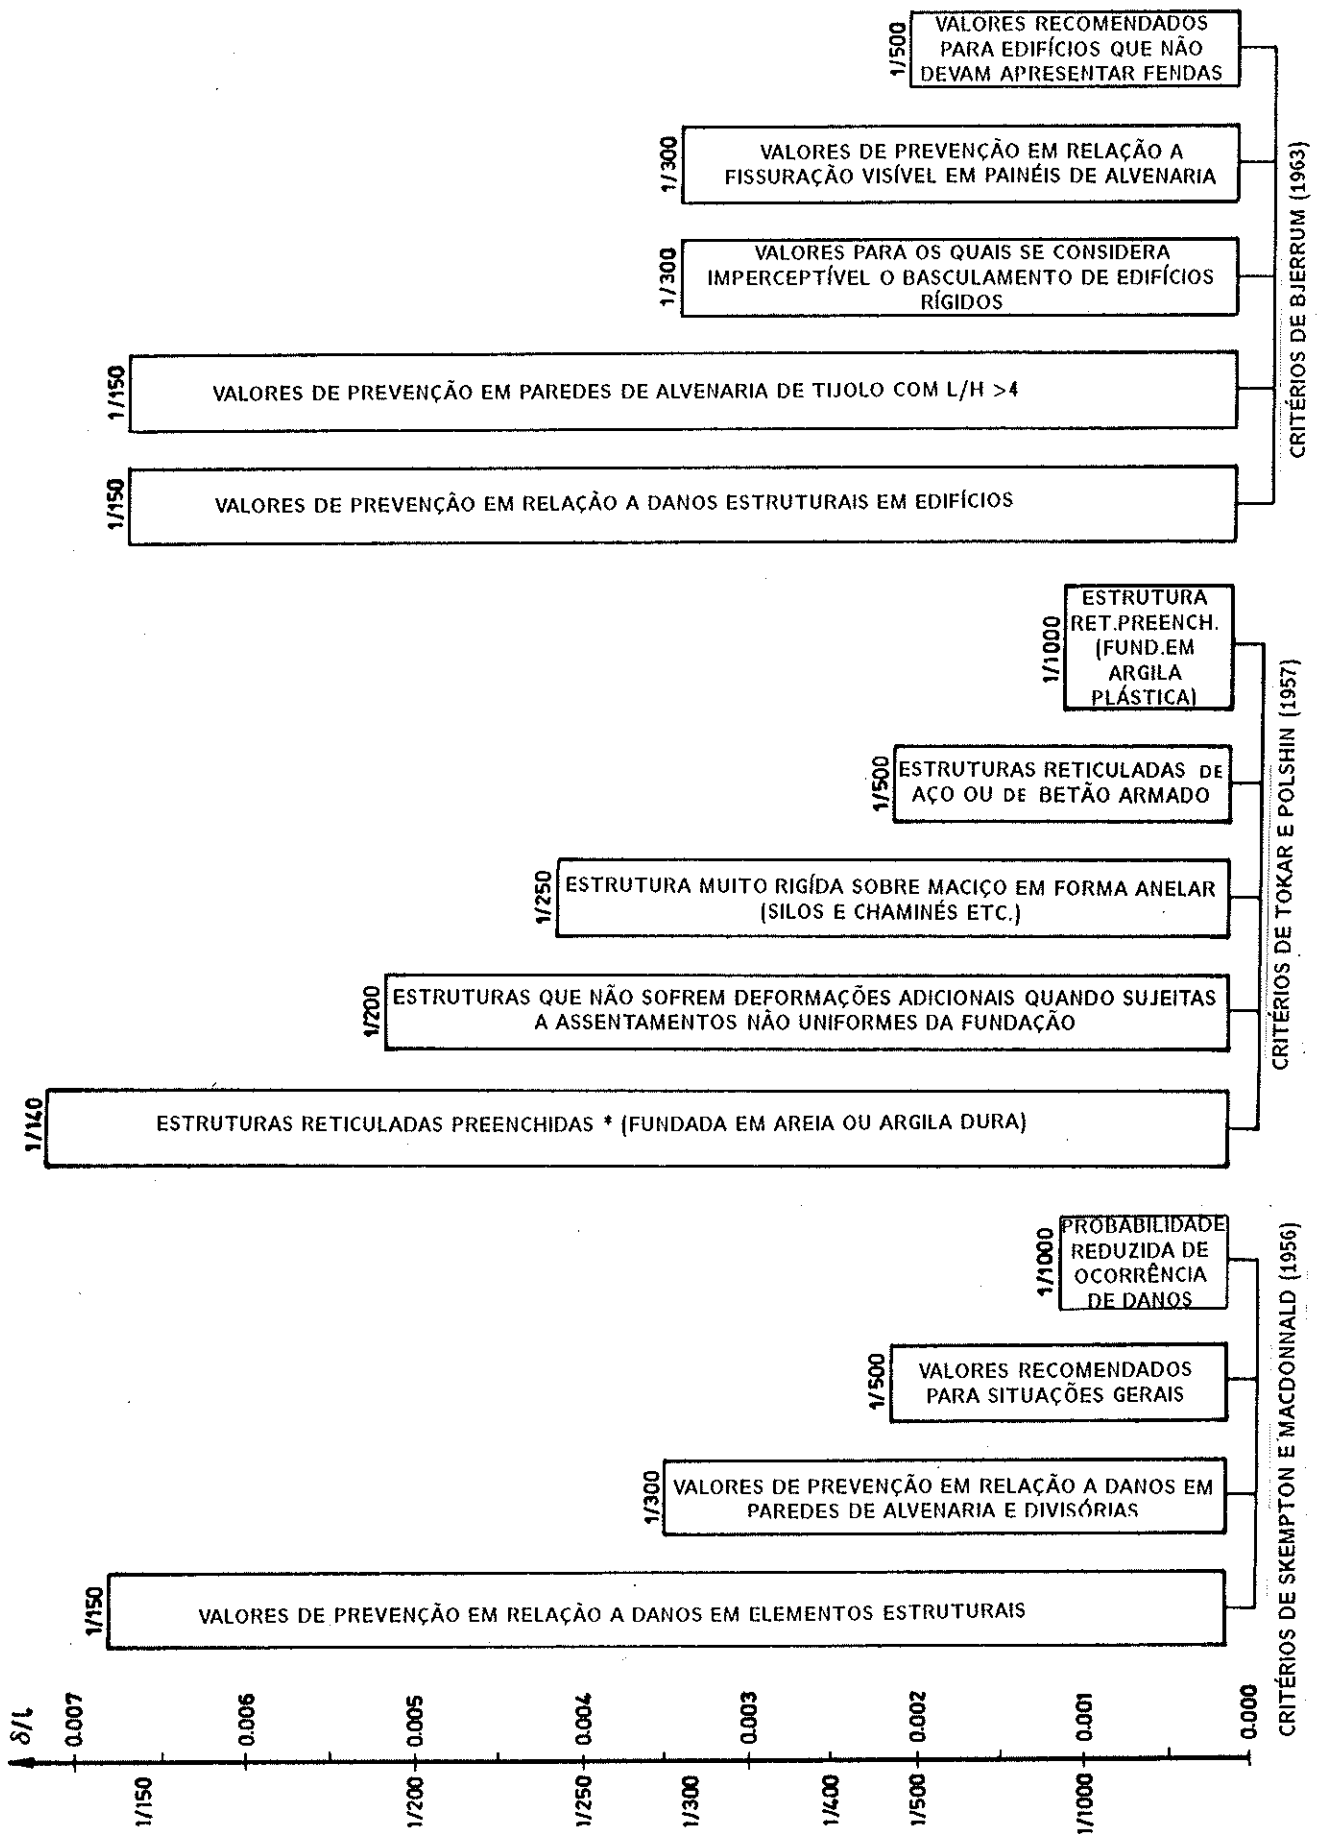 1/500
VALORES RECOMENDADOS
PARA EDIFÍCIOS QUE NÃO
DEVAM APRESENTAR FENDAS
1/300
VALORES DE PREVENÇÃO EM RELAÇÃO A
FISSURAÇÃO VISÍVEL EM PAINÉIS DE ALVENARIA
1/300
VALORES PARA OS QUAIS SE CONSIDERA
IMPERCEPTÍVEL O BASCULAMENTO DE EDIFÍCIOS
RÍGIDOS
1/150
VALORES DE PREVENÇÃO EM PAREDES DE ALVENARIA DE TIJOLO COM L/H >4
1/150
VALORES DE PREVENÇÃO EM RELAÇÃO A DANOS ESTRUTURAIS EM EDIFÍCIOS
CRITÉRIOS DE BJERRUM (1963)
1/1000
ESTRUTURA
RET.PREENCH.
(FUND.EM
ARGILA
PLÁSTICA)
1/500
ESTRUTURAS RETICULADAS DE
AÇO OU DE BETÃO ARMADO
1/250
ESTRUTURA MUITO RIGÍDA SOBRE MACIÇO EM FORMA ANELAR
(SILOS E CHAMINÉS ETC.)
1/200
ESTRUTURAS QUE NÃO SOFREM DEFORMAÇÕES ADICIONAIS QUANDO SUJEITAS
A ASSENTAMENTOS NÃO UNIFORMES DA FUNDAÇÃO
1/140
ESTRUTURAS RETICULADAS PREENCHIDAS * (FUNDADA EM AREIA OU ARGILA DURA)
CRITÉRIOS DE TOKAR E POLSHIN (1957)
1/1000
PROBABILIDADE
REDUZIDA DE
OCORRÊNCIA
DE DANOS
1/500
VALORES RECOMENDADOS
PARA SITUAÇÕES GERAIS
1/300
VALORES DE PREVENÇÃO EM RELAÇÃO A DANOS EM
PAREDES DE ALVENARIA E DIVISÓRIAS
1/150
VALORES DE PREVENÇÃO EM RELAÇÃO A DANOS EM ELEMENTOS ESTRUTURAIS
CRITÉRIOS DE SKEMPTON E MACDONNALD (1956)
δ/l
0.007
0.006
0.005
0.004
0.003
0.002
0.001
0.000
1/150
1/200
1/250
1/300
1/400
1/500
1/1000